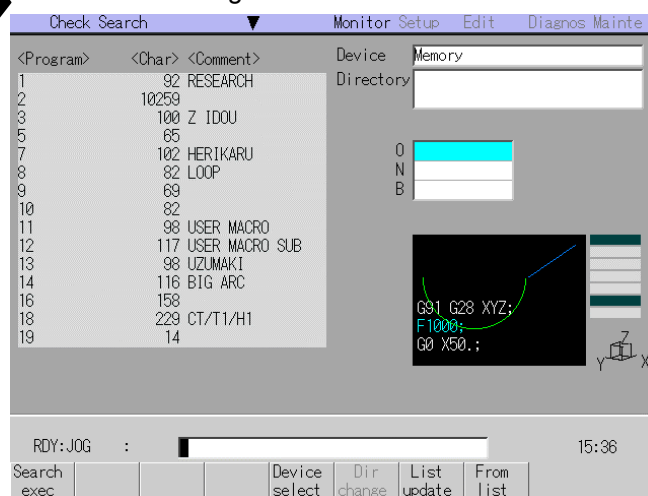 Check Search ▼ Monitor Setup Edit Diagnos Mainte
<Program> <Char> <Comment>
1 92 RESEARCH
2 10259
3 100 Z IDOU
5 65
7 102 HERIKARU
8 82 LOOP
9 69
10 82
11 98 USER MACRO
12 117 USER MACRO SUB
13 98 UZUMAKI
14 116 BIG ARC
16 158
18 229 CT/T1/H1
19 14
Device Memory
Directory
O
N
B
G91 G28 XYZ;
F1000;
G0 X50.;
Z
Y X
RDY:JOG : 15:36
Search exec
Device select
Dir change
List update
From list